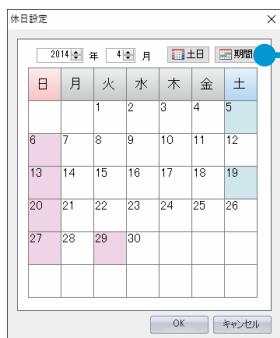 休日設定 ×
2014 年 4 月 土日 期間
日 月 火 水 木 金 土
1 2 3 4 5
6 7 8 9 10 11 12
13 14 15 16 17 18 19
20 21 22 23 24 25 26
27 28 29 30
OK キャンセル